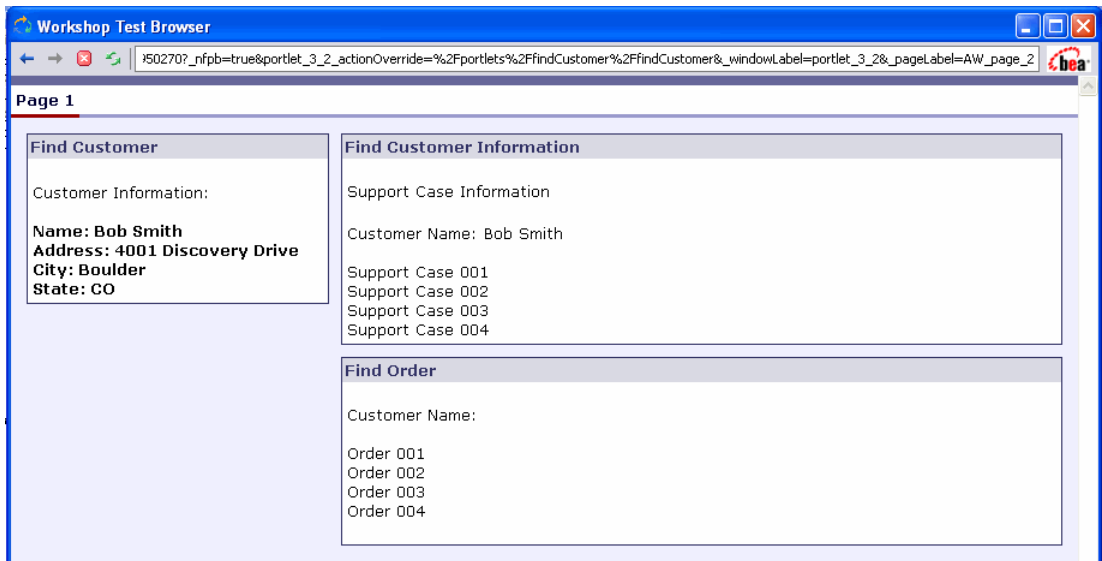 Workshop Test Browser
50270?_nfpb=true&portlet_3_2_actionOverride=%2Fportlets%2FfindCustomer%2FfindCustomer&_windowLabel=portlet_3_2&_pageLabel=AW_page_2
bea
Page 1
Find Customer
Customer Information:
Name: Bob Smith
Address: 4001 Discovery Drive
City: Boulder
State: CO
Find Customer Information
Support Case Information
Customer Name: Bob Smith
Support Case 001
Support Case 002
Support Case 003
Support Case 004
Find Order
Customer Name:
Order 001
Order 002
Order 003
Order 004